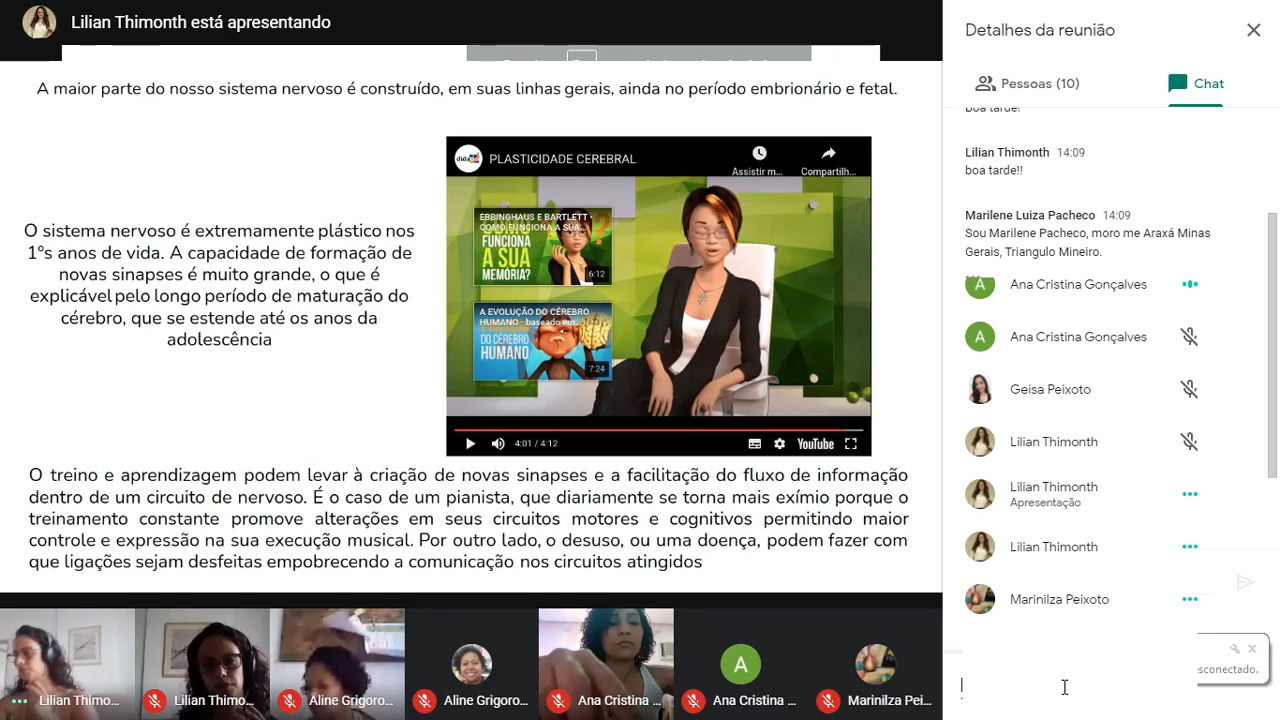 Lilian Thimonth está apresentando
A maior parte do nosso sistema nervoso é construído, em suas linhas gerais, ainda no período embrionário e fetal.
O sistema nervoso é extremamente plástico nos
1°s anos de vida. A capacidade de formação de
novas sinapses é muito grande, o que é
explicável pelo longo período de maturação do
cérebro, que se estende até os anos da
adolescência
PLASTICIDADE CEREBRAL
Assistir m...
Compartilh...
EBBINGHAUS E BARTLETT -
COMO FUNCIONA A SUA...
FUNCIONA
A SUA
MEMÓRIA?
6:12
A EVOLUÇÃO DO CÉREBRO
HUMANO - baseado em...
DO CÉREBRO
HUMANO
7:24
4:01 / 4:12
YouTube
O treino e aprendizagem podem levar à criação de novas sinapses e a facilitação do fluxo de informação
dentro de um circuito de nervoso. É o caso de um pianista, que diariamente se torna mais exímio porque o
treinamento constante promove alterações em seus circuitos motores e cognitivos permitindo maior
controle e expressão na sua execução musical. Por outro lado, o desuso, ou uma doença, podem fazer com
que ligações sejam desfeitas empobrecendo a comunicação nos circuitos atingidos
Lilian Thimo...
Lilian Thimo...
Aline Grigoro...
Aline Grigoro...
Ana Cristina ...
A
Ana Cristina ...
Marinilza Pei...
Detalhes da reunião
Pessoas (10)
Chat
Boa tarde!
Lilian Thimonth 14:09
boa tarde!!
Marilene Luiza Pacheco 14:09
Sou Marilene Pacheco, moro me Araxá Minas
Gerais, Triangulo Mineiro.
A Ana Cristina Gonçalves
A Ana Cristina Gonçalves
Geisa Peixoto
Lilian Thimonth
Lilian Thimonth
Apresentação
Lilian Thimonth
Marinilza Peixoto
esconectado.